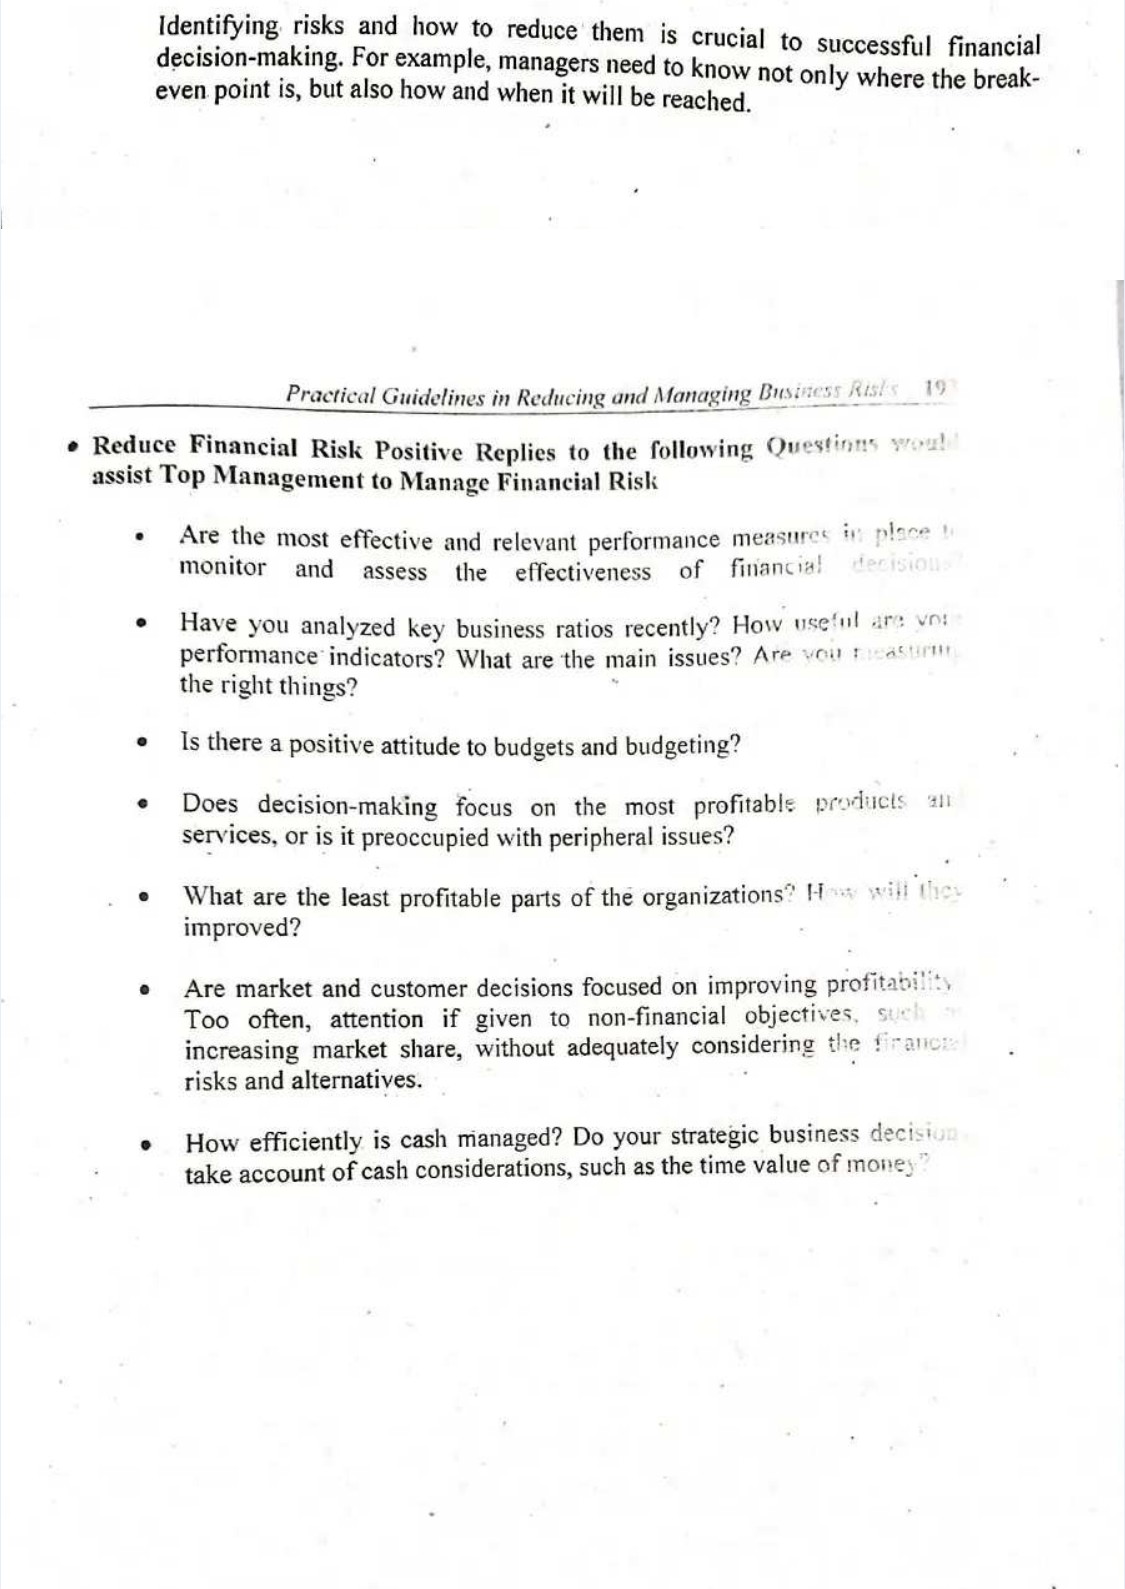 Identifying risks and how to reduce them is crucial to successful financial
decision-making. For example, managers need to know not only where the break-
even point is, but also how and when it will be reached.
Practical Guidelines in Reducing and Managing Business Risks 19
• Reduce Financial Risk Positive Replies to the following Questions would
assist Top Management to Manage Financial Risk
• Are the most effective and relevant performance measures in place
monitor and assess the effectiveness of financial decisions?
• Have you analyzed key business ratios recently? How useful are
performance indicators? What are the main issues? Are you
the right things?
• Is there a positive attitude to budgets and budgeting?
• Does decision-making focus on the most profitable products
services, or is it preoccupied with peripheral issues?
• What are the least profitable parts of the organizations? How will they
improved?
• Are market and customer decisions focused on improving profitability
Too often, attention if given to non-financial objectives, such
increasing market share, without adequately considering the
risks and alternatives.
• How efficiently is cash managed? Do your strategic business decision
take account of cash considerations, such as the time value of money?